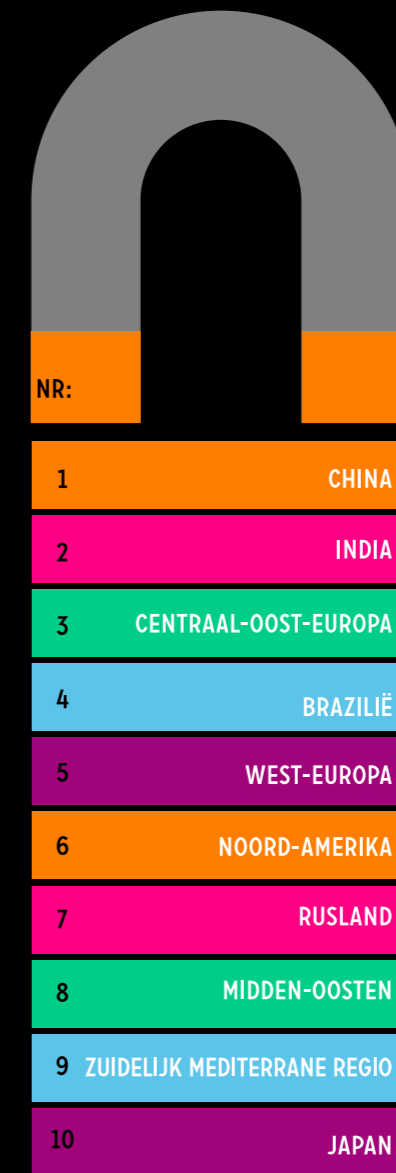 NR:
1 CHINA
2 INDIA
3 CENTRAAL-OOST-EUROPA
4 BRAZILIË
5 WEST-EUROPA
6 NOORD-AMERIKA
7 RUSLAND
8 MIDDEN-OOSTEN
9 ZUIDELIJK MEDITERRANE REGIO
10 JAPAN